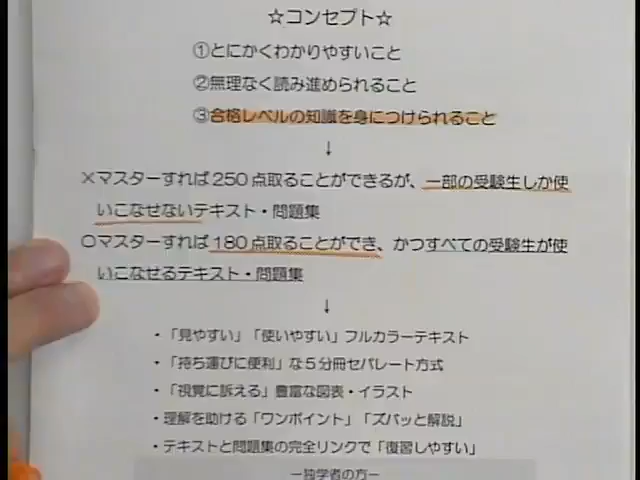 ☆コンセプト☆
①とにかくわかりやすいこと
②無理なく読み進められること
③合格レベルの知識を身につけられること
↓
×マスターすれば250点取ることができるが、一部の受験生しか使
いこなせないテキスト・問題集
○マスターすれば180点取ることができ、かつすべての受験生が使
いこなせるテキスト・問題集
↓
・「見やすい」「使いやすい」フルカラーテキスト
・「持ち運びに便利」な5分冊セパレート方式
・「視覚に訴える」豊富な図表・イラスト
・理解を助ける「ワンポイント」「ズバッと解説」
・テキストと問題集の完全リンクで「復習しやすい」
―独学者の方―